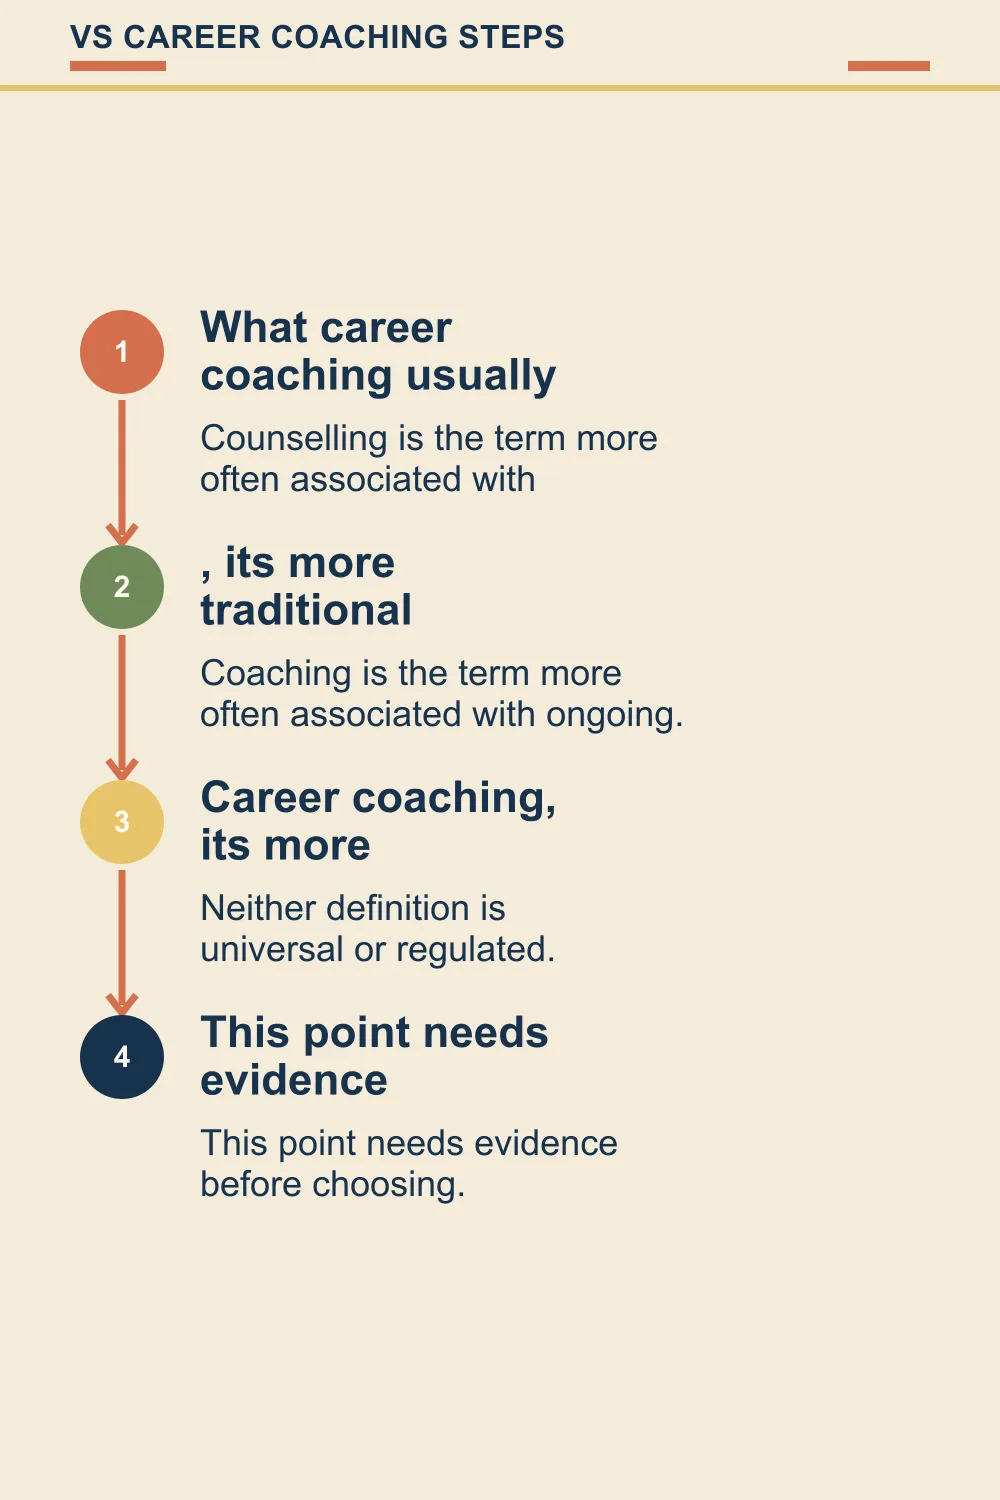 VS CAREER COACHING STEPS
1
What career
coaching usually
Counselling is the term more
often associated with
2
, its more
traditional
Coaching is the term more
often associated with ongoing.
3
Career coaching,
its more
Neither definition is
universal or regulated.
4
This point needs
evidence
This point needs evidence
before choosing.